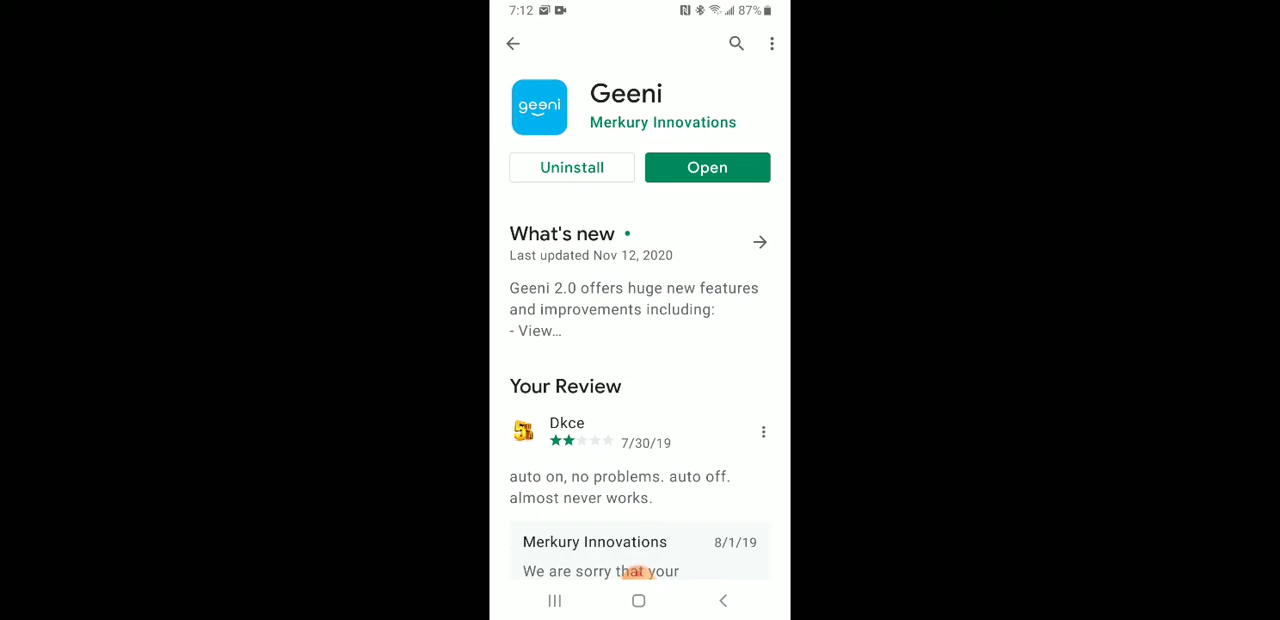 7:12 87%
geeni
Geeni
Merkury Innovations
Uninstall Open
What's new •
Last updated Nov 12, 2020
Geeni 2.0 offers huge new features
and improvements including:
- View…
Your Review
Dkce
7/30/19
auto on, no problems. auto off.
almost never works.
Merkury Innovations 8/1/19
We are sorry that your